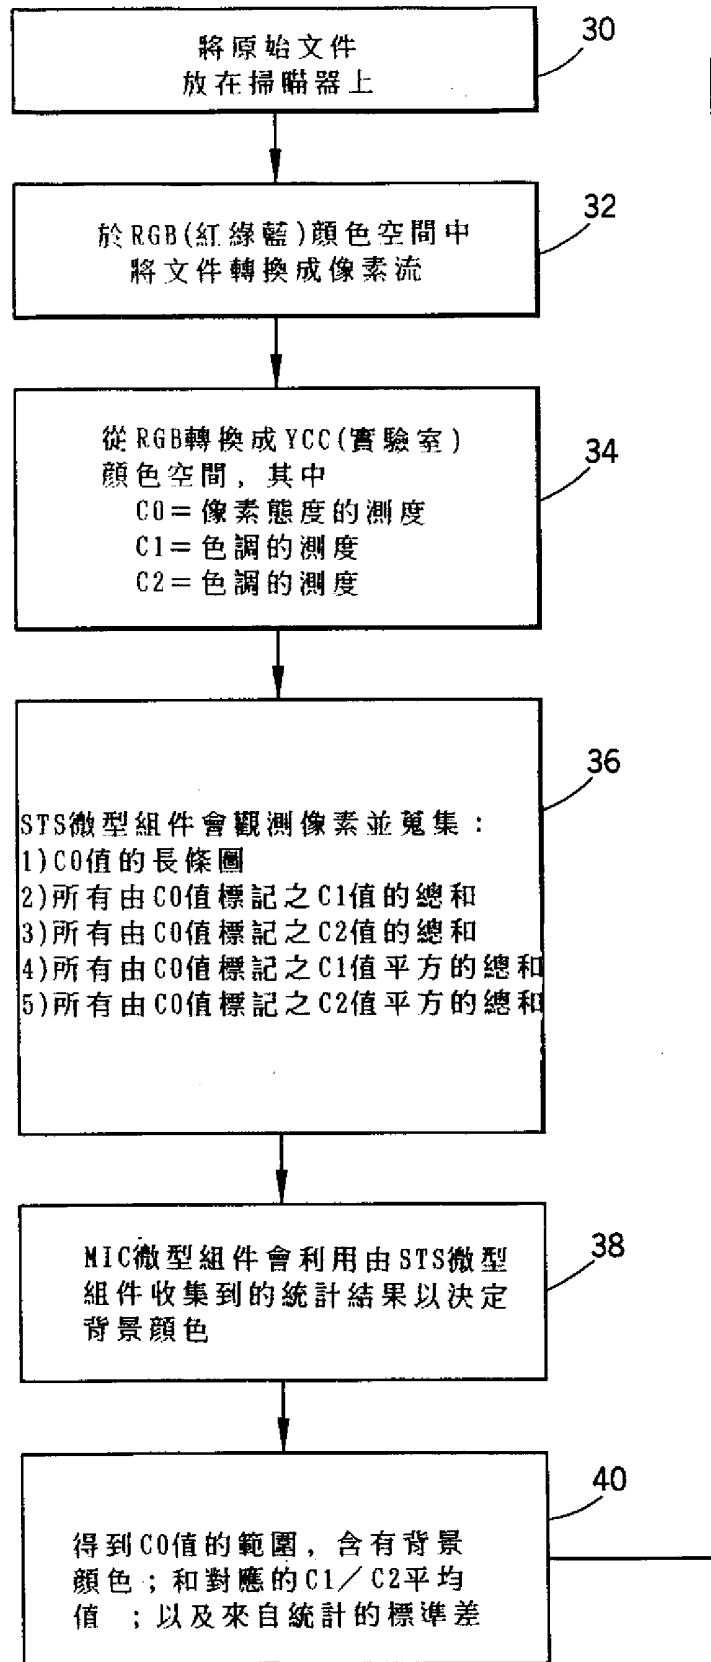 將原始文件
放在掃瞄器上
30
於RGB(紅綠藍)顏色空間中
將文件轉換成像素流
32
從RGB轉換成YCC(實驗室)
顏色空間，其中
C0＝像素態度的測度
C1＝色調的測度
C2＝色調的測度
34
STS微型組件會觀測像素並蒐集：
1)C0值的長條圖
2)所有由C0值標記之C1值的總和
3)所有由C0值標記之C2值的總和
4)所有由C0值標記之C1值平方的總和
5)所有由C0值標記之C2值平方的總和
36
MIC微型組件會利用由STS微型
組件收集到的統計結果以決定
背景顏色
38
得到C0值的範圍，含有背景
顏色；和對應的C1／C2平均
值 ；以及來自統計的標準差
40